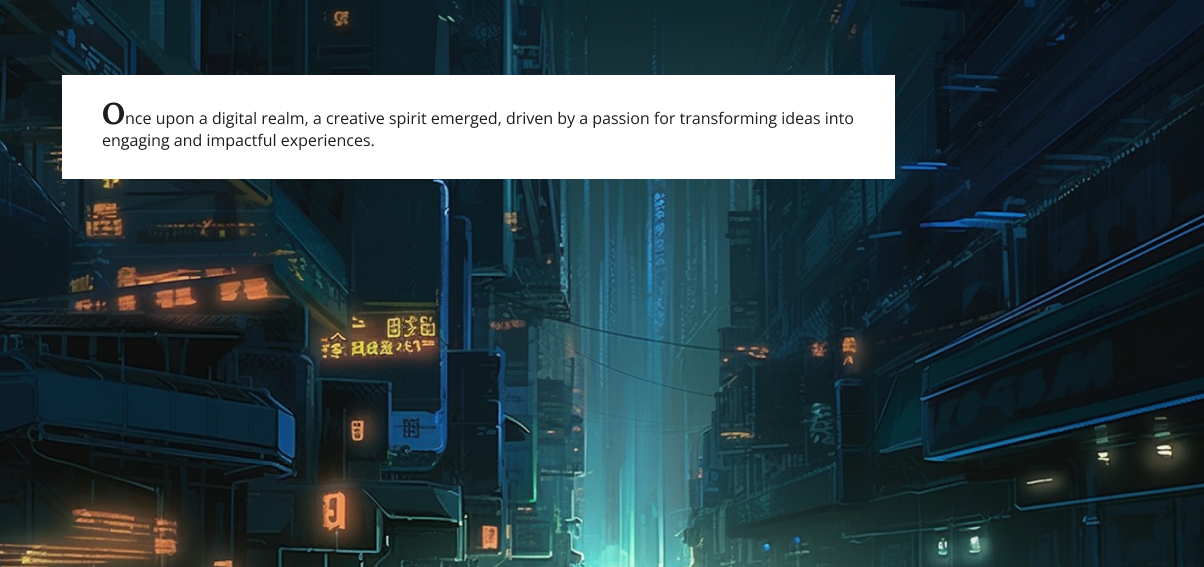 Once upon a digital realm, a creative spirit emerged, driven by a passion for transforming ideas into
engaging and impactful experiences.